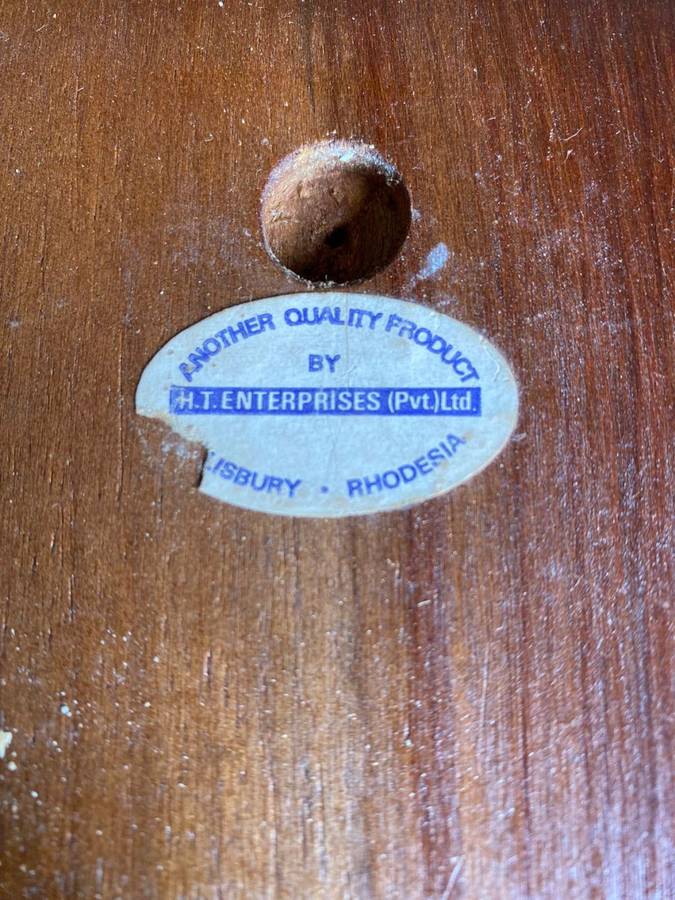 ANOTHER QUALITY PRODUCT
BY
H.T. ENTERPRISES (Pvt.) Ltd.
LISBURY • RHODESIA